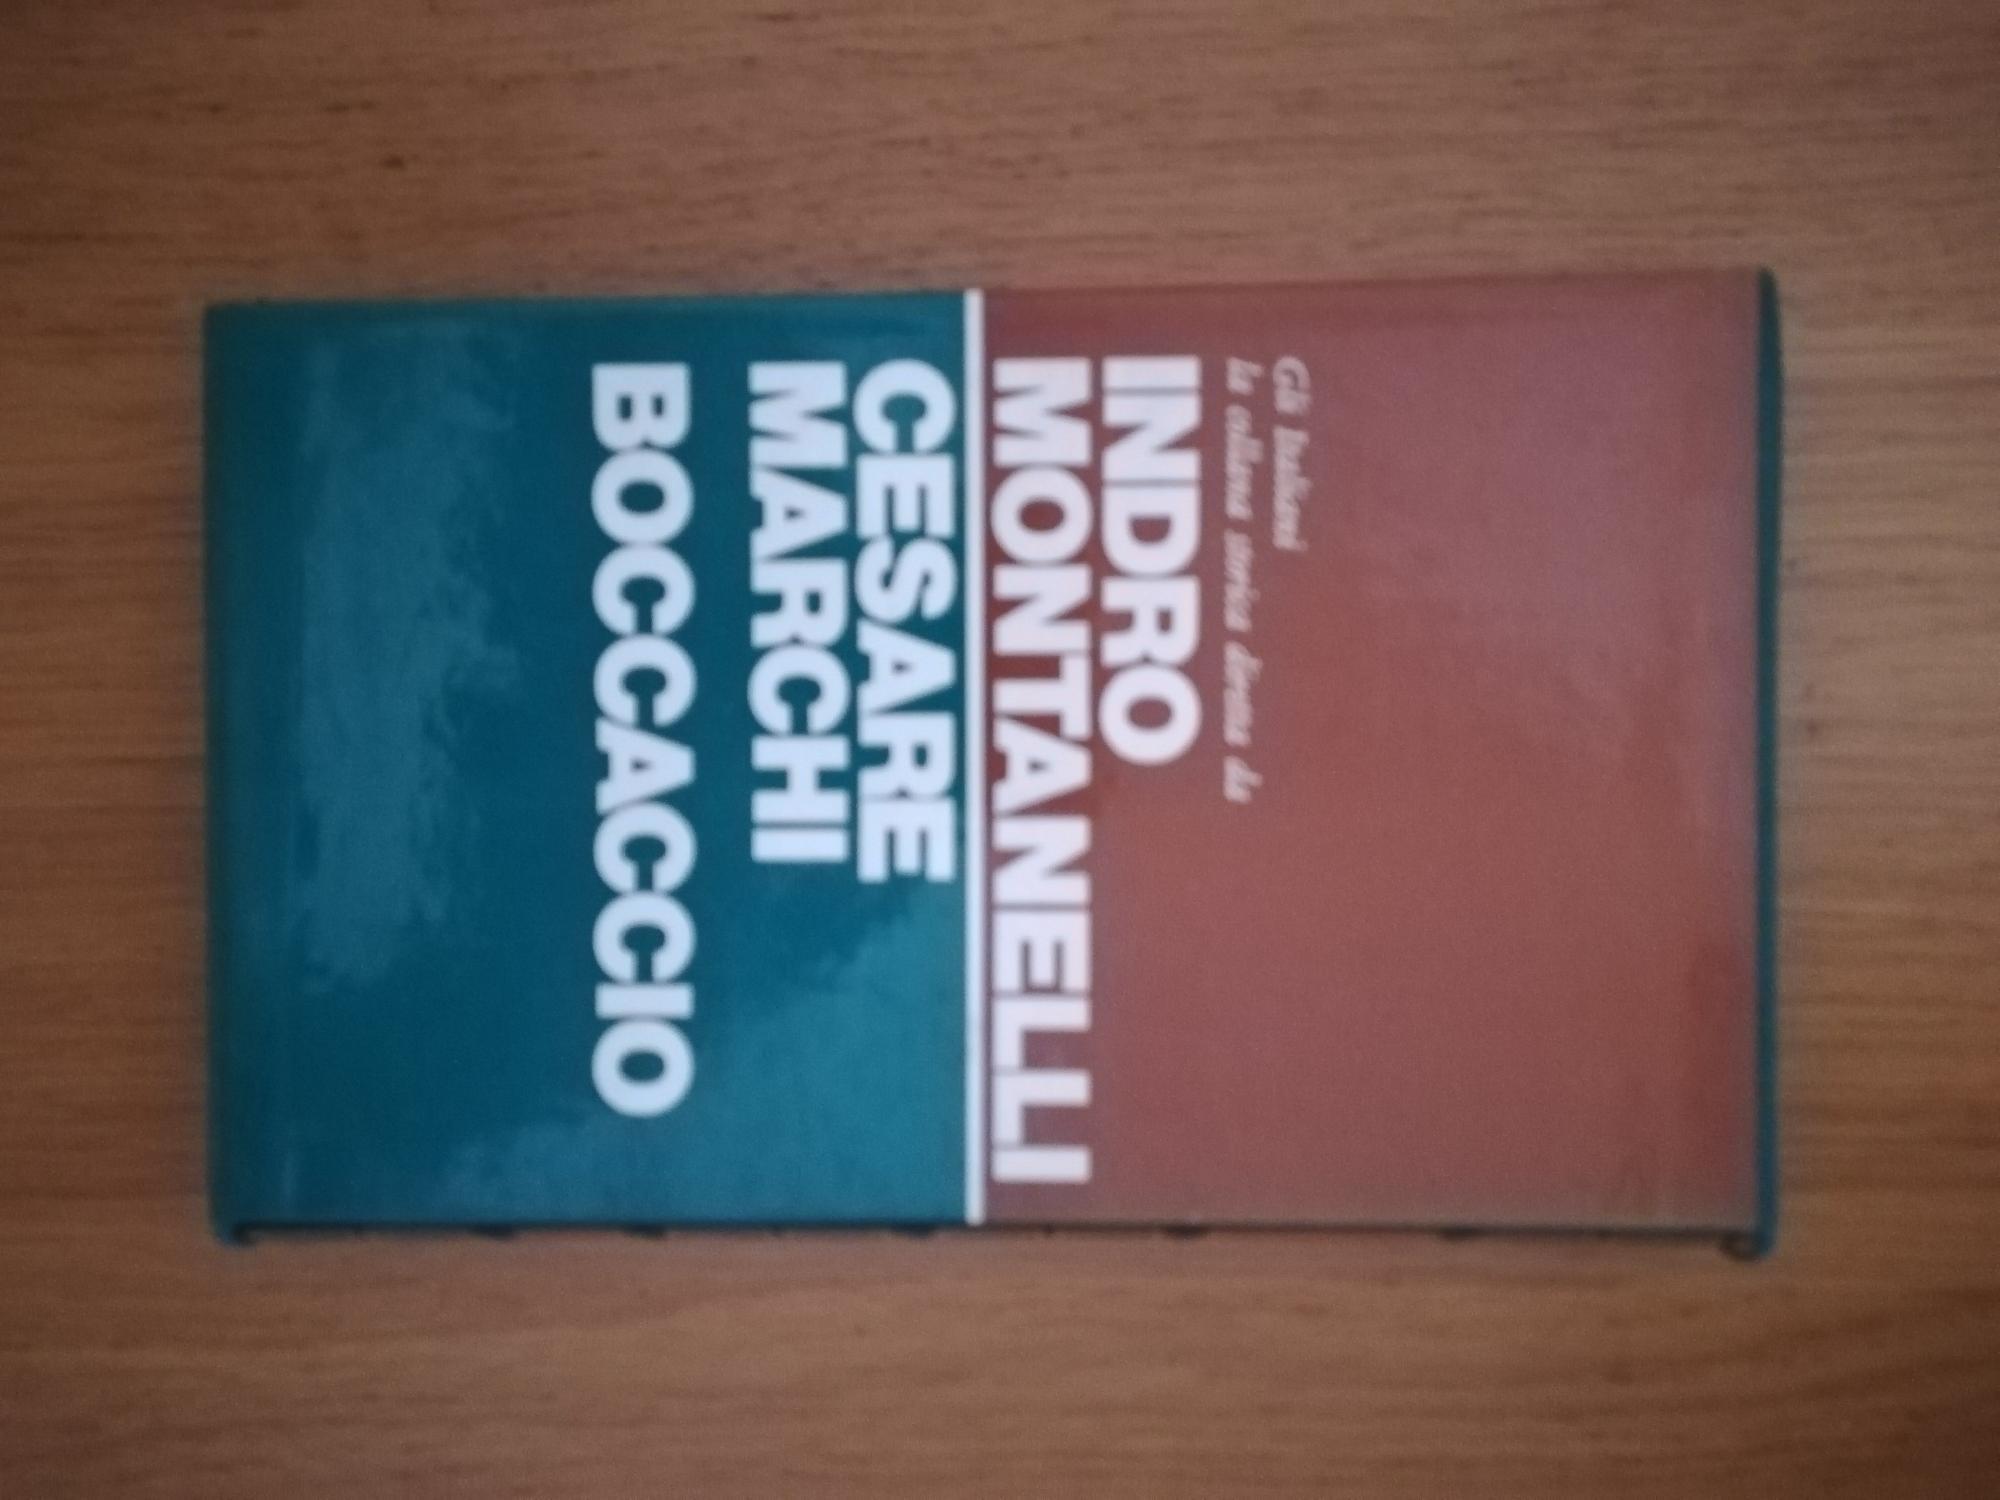 Gli Italiani
la collana storica diretta da
INDRO
MONTANELLI
CESARE
MARCHI
BOCCACCIO